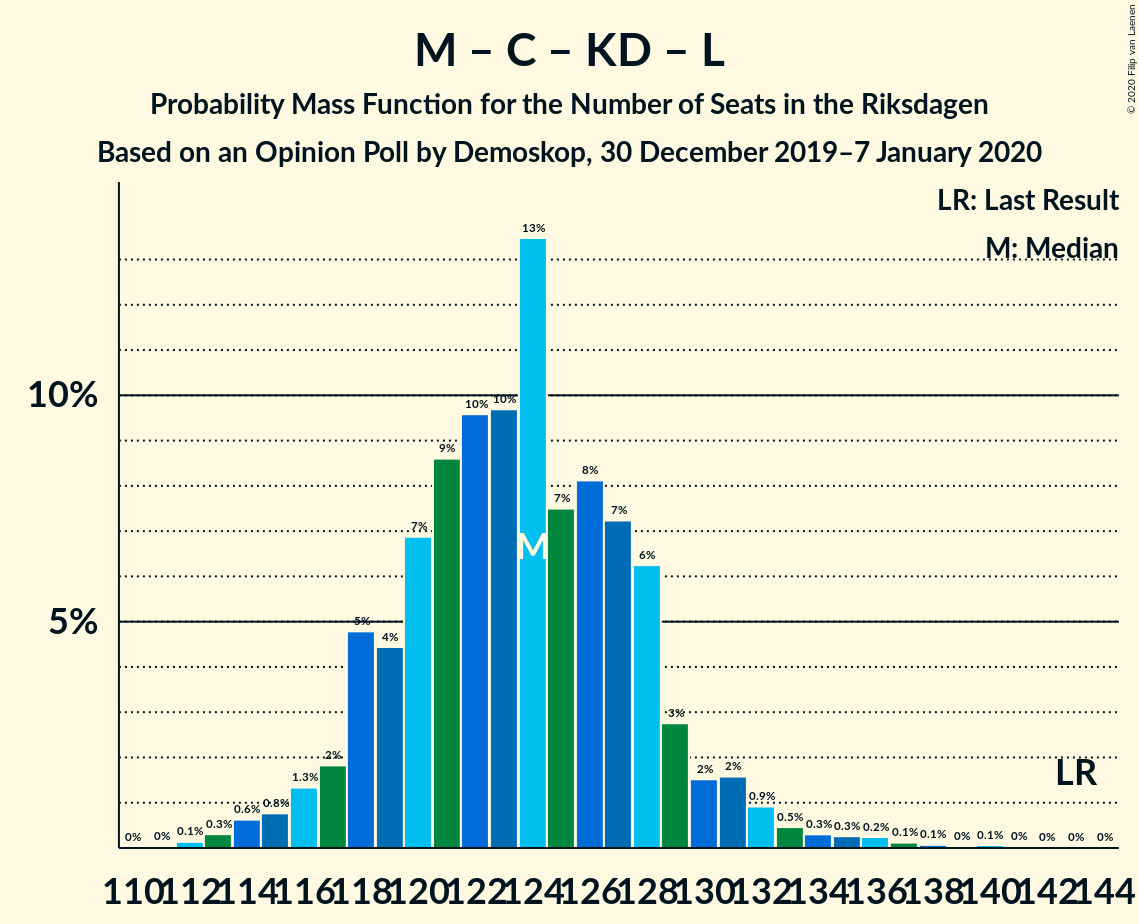 M – C – KD – L
Probability Mass Function for the Number of Seats in the Riksdagen
Based on an Opinion Poll by Demoskop, 30 December 2019–7 January 2020
© 2020 Filip van Laenen
LR: Last Result
M: Median
10%
5%
0% 0% 0.1% 0.3% 0.6% 0.8% 1.3% 2% 5% 4% 7% 9% 10% 10% 13% 7% 8% 7% 6% 3% 2% 2% 0.9% 0.5% 0.3% 0.3% 0.2% 0.1% 0.1% 0% 0.1% 0% 0% 0% 0%
M
LR
110 112 114 116 118 120 122 124 126 128 130 132 134 136 138 140 142 144